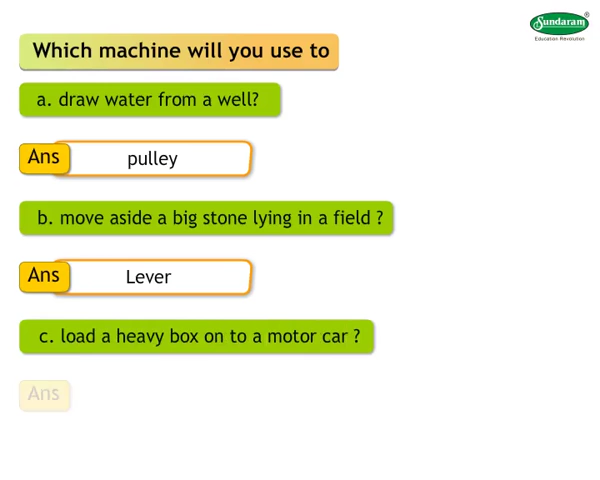 Sundaram®
Education Revolution
Which machine will you use to
a. draw water from a well?
Ans pulley
b. move aside a big stone lying in a field ?
Ans Lever
c. load a heavy box on to a motor car ?
Ans